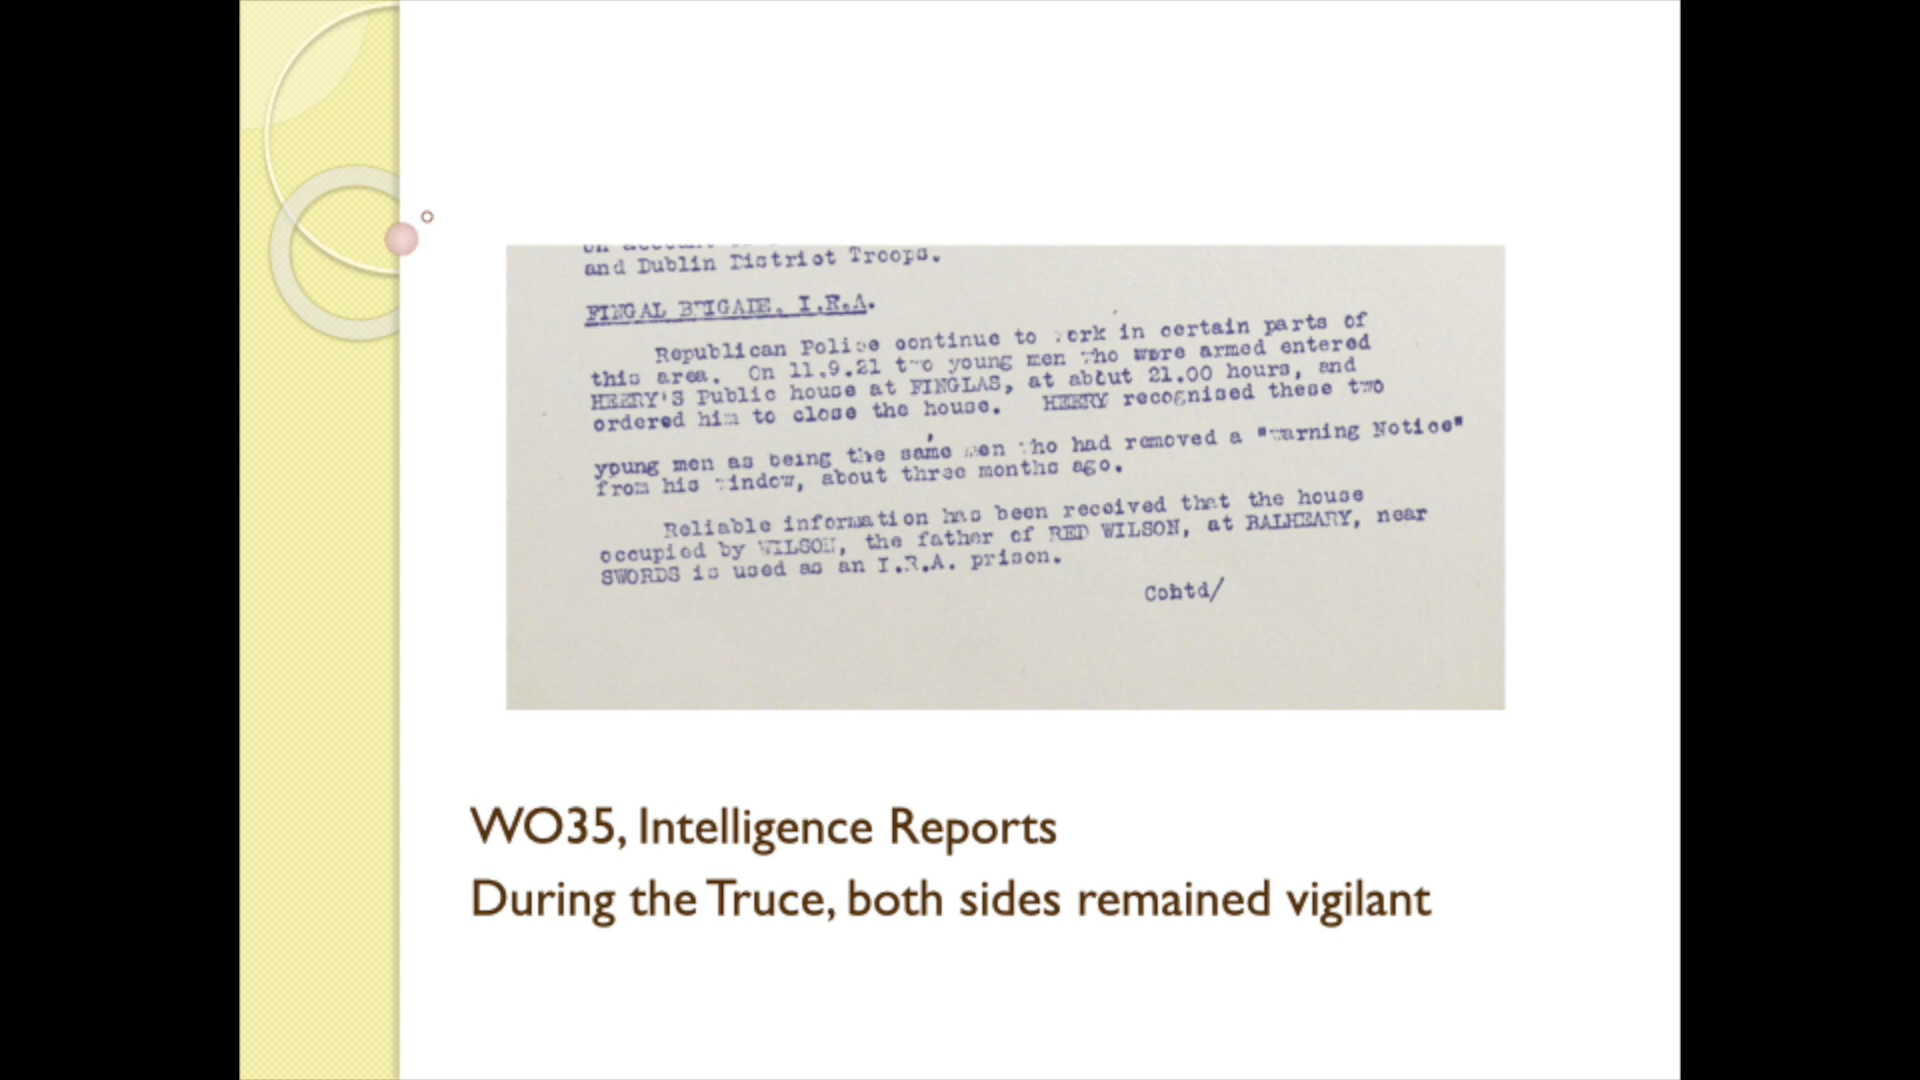 and Dublin District Troops.
FINGAL BRIGADE, I.R.A.
Republican Police continue to work in certain parts of
this area. On 11.9.21 two young men who were armed entered
HEERY'S Public house at FINGLAS, at about 21.00 hours, and
ordered him to close the house. HEERY recognised these two
young men as being the same men who had removed a "Warning Notice"
from his window, about three months ago.
Reliable information has been received that the house
occupied by WILSON, the father of RED WILSON, at BALHEARY, near
SWORDS is used as an I.R.A. prison.
Contd/
WO35, Intelligence Reports
During the Truce, both sides remained vigilant